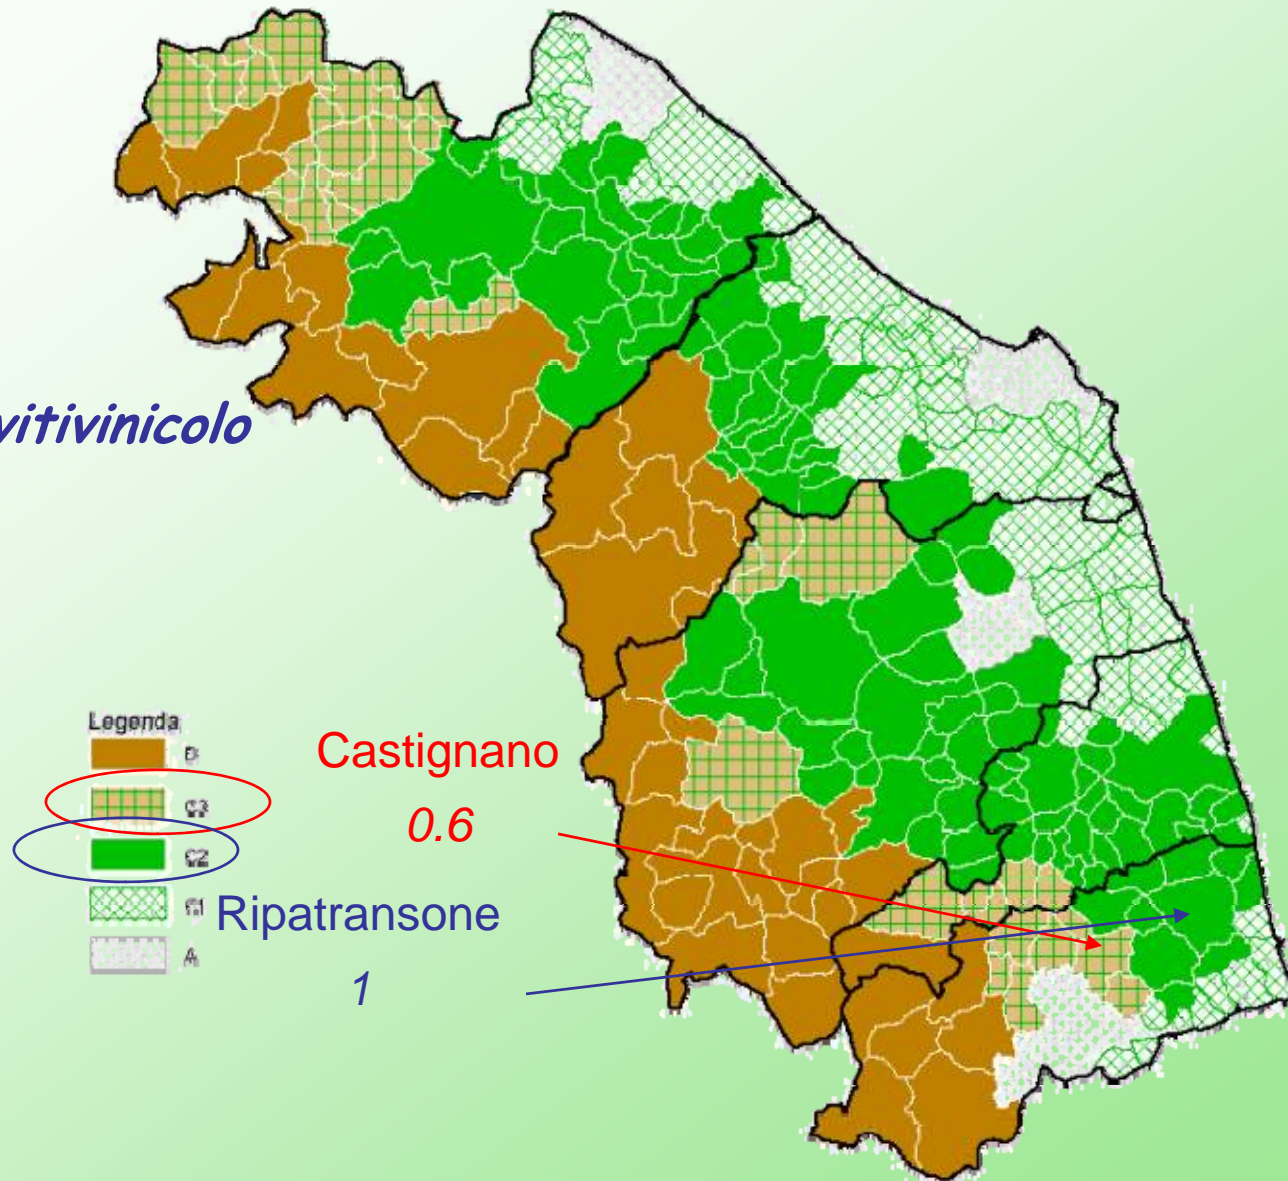 vitivinicolo
Legenda
D
C3
C2
C1
A
Castignano
0.6
Ripatransone
1